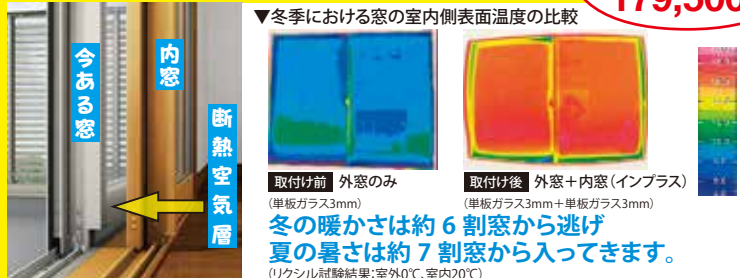 179,500
▼冬季における窓の室内側表面温度の比較
今ある窓
内窓
断熱空気層
取付け前 外窓のみ
(単板ガラス3mm)
取付け後 外窓+内窓(インプラス)
(単板ガラス3mm+単板ガラス3mm)
冬の暖かさは約6割窓から逃げ
夏の暑さは約7割窓から入ってきます。
(リクシル試験結果:室外0℃、室内20℃)